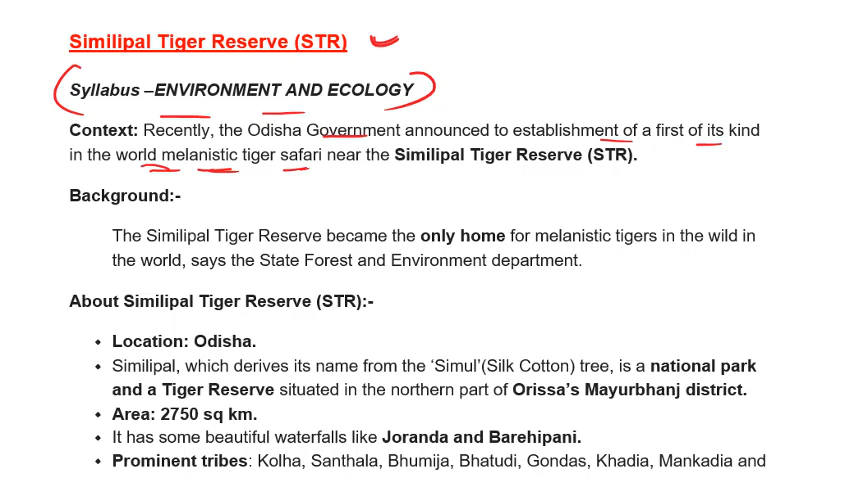 Similipal Tiger Reserve (STR)
Syllabus –ENVIRONMENT AND ECOLOGY
Context: Recently, the Odisha Government announced to establishment of a first of its kind
in the world melanistic tiger safari near the Similipal Tiger Reserve (STR).
Background:-
The Similipal Tiger Reserve became the only home for melanistic tigers in the wild in
the world, says the State Forest and Environment department.
About Similipal Tiger Reserve (STR):-
• Location: Odisha.
• Similipal, which derives its name from the ‘Simul’(Silk Cotton) tree, is a national park
and a Tiger Reserve situated in the northern part of Orissa’s Mayurbhanj district.
• Area: 2750 sq km.
• It has some beautiful waterfalls like Joranda and Barehipani.
• Prominent tribes: Kolha, Santhala, Bhumija, Bhatudi, Gondas, Khadia, Mankadia and